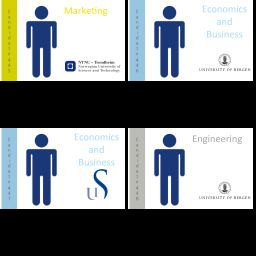 Marketing
NTNU – Trondheim
Norwegian University of
Science and Technology
Economics
and
Business
UNIVERSITY OF BERGEN
Economics
and
Business
uS
Engineering
UNIVERSITY OF BERGEN